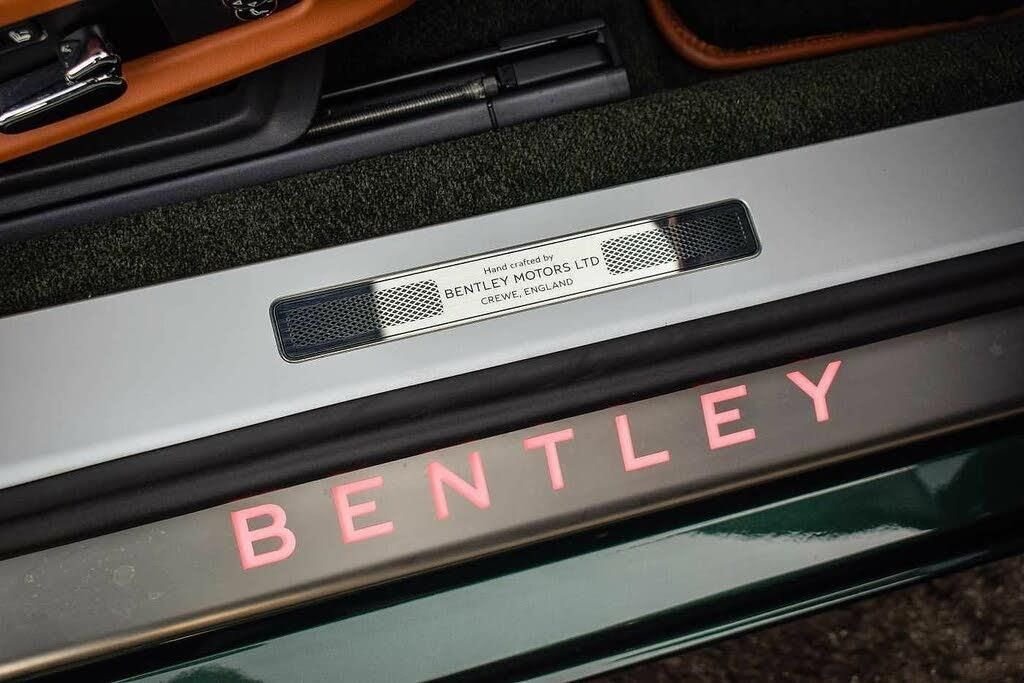 Hand crafted by
BENTLEY MOTORS LTD
CREWE, ENGLAND
BENTLEY